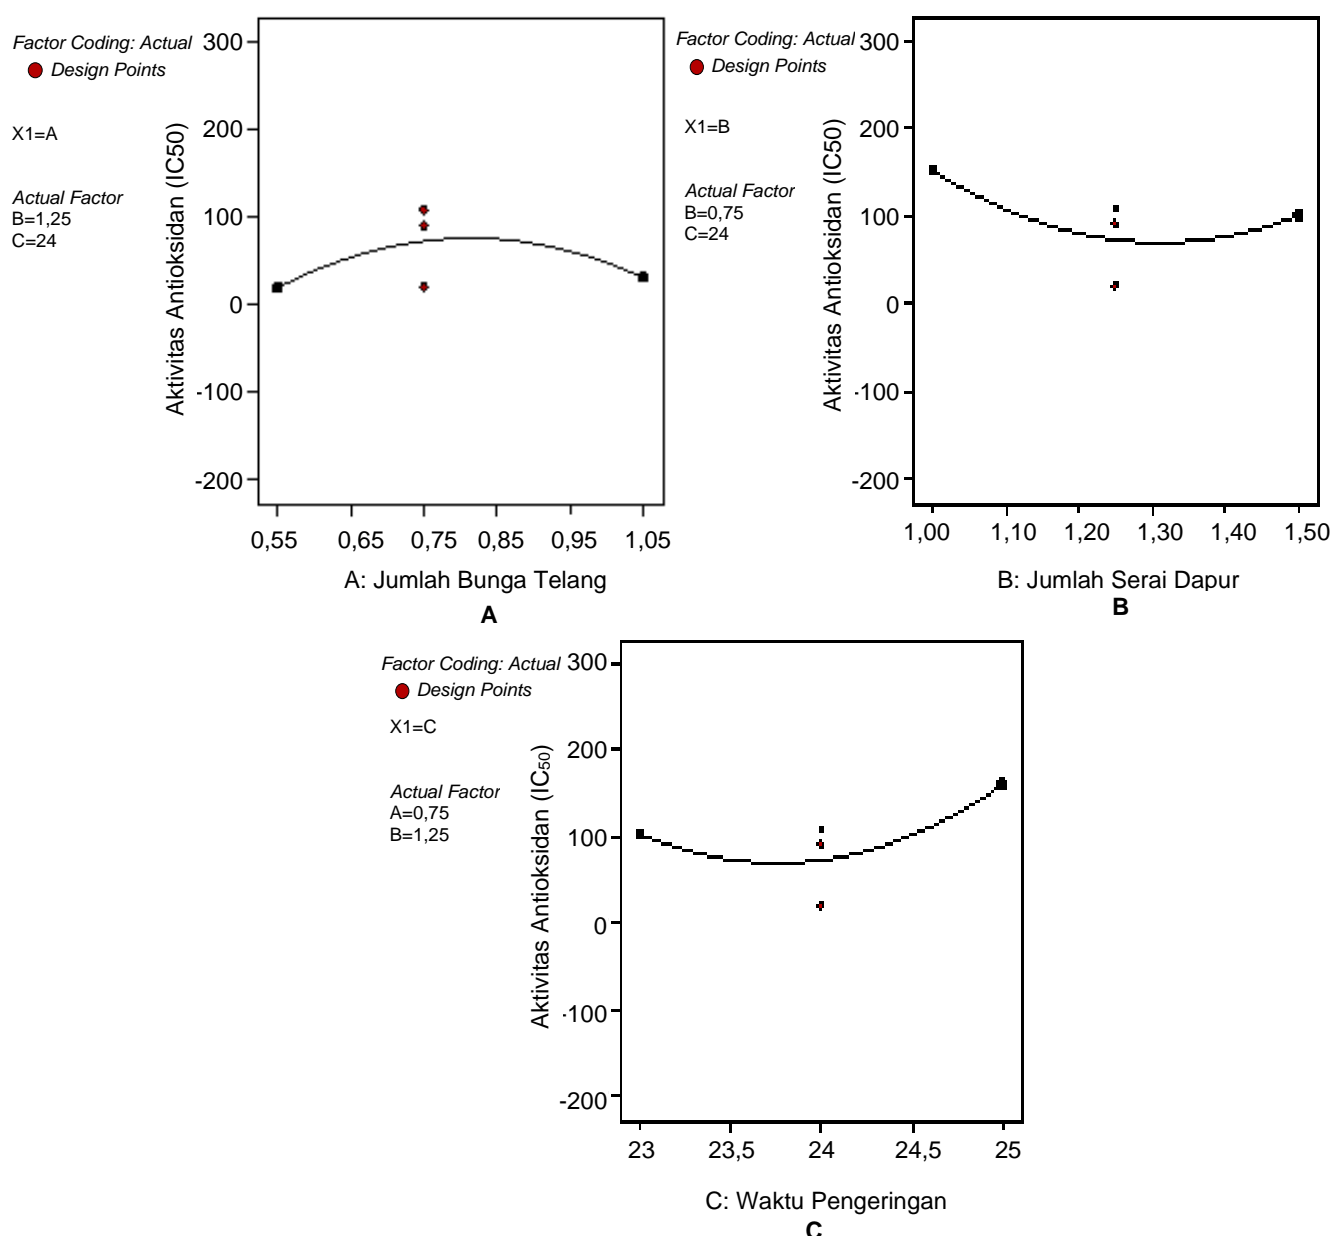 Factor Coding: Actual
Design Points
X1=A
Actual Factor
B=1,25
C=24
Aktivitas Antioksidan (IC50)
300
200
100
0
-100
-200
0,55 0,65 0,75 0,85 0,95 1,05
A: Jumlah Bunga Telang
A
Factor Coding: Actual
Design Points
X1=B
Actual Factor
B=0,75
C=24
Aktivitas Antioksidan (IC50)
300
200
100
0
-100
-200
1,00 1,10 1,20 1,30 1,40 1,50
B: Jumlah Serai Dapur
B
Factor Coding: Actual
Design Points
X1=C
Actual Factor
A=0,75
B=1,25
Aktivitas Antioksidan (IC₅₀)
300
200
100
0
-100
-200
23 23,5 24 24,5 25
C: Waktu Pengeringan
C